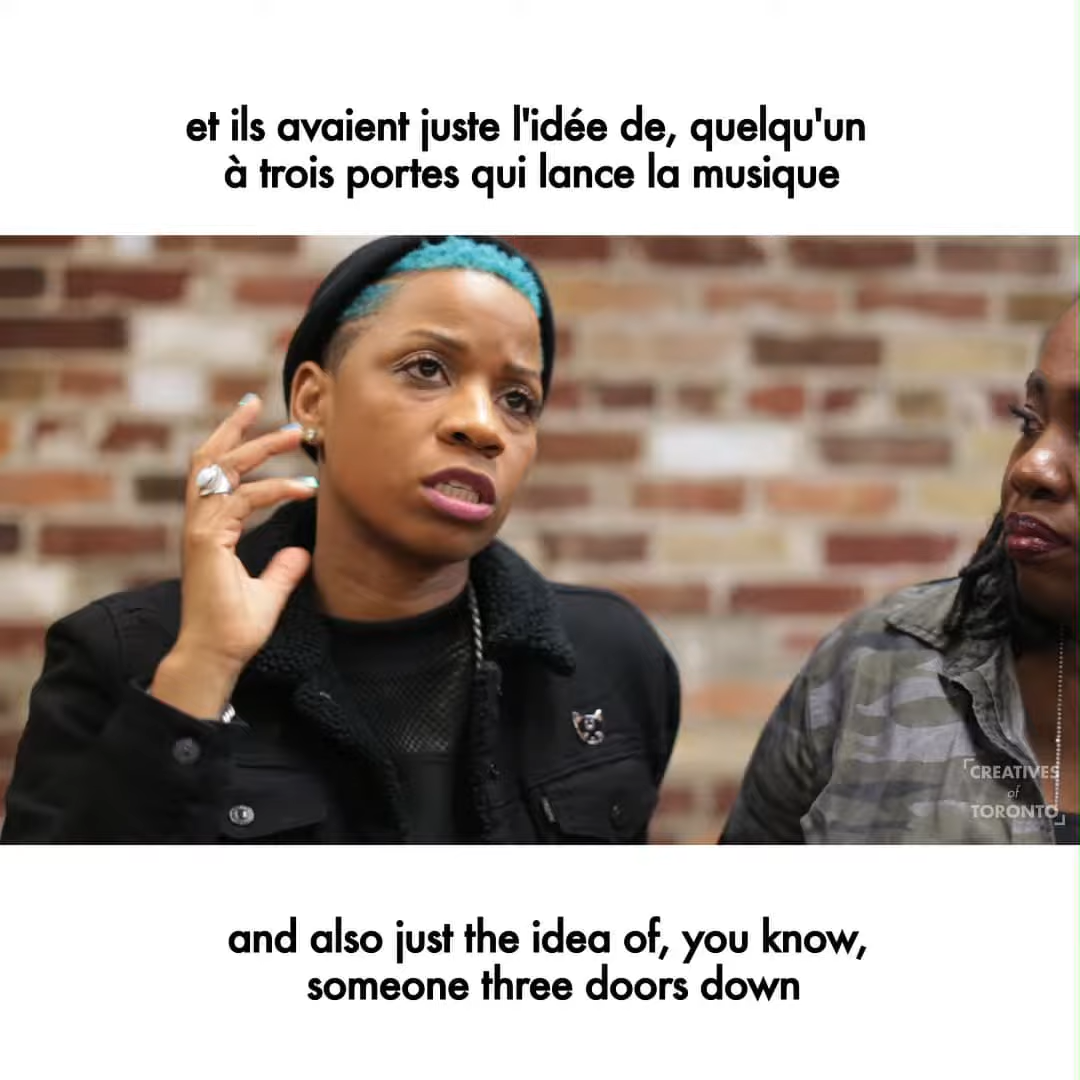 et ils avaient juste l'idée de, quelqu'un
à trois portes qui lance la musique
CREATIVES
of
TORONTO
and also just the idea of, you know,
someone three doors down